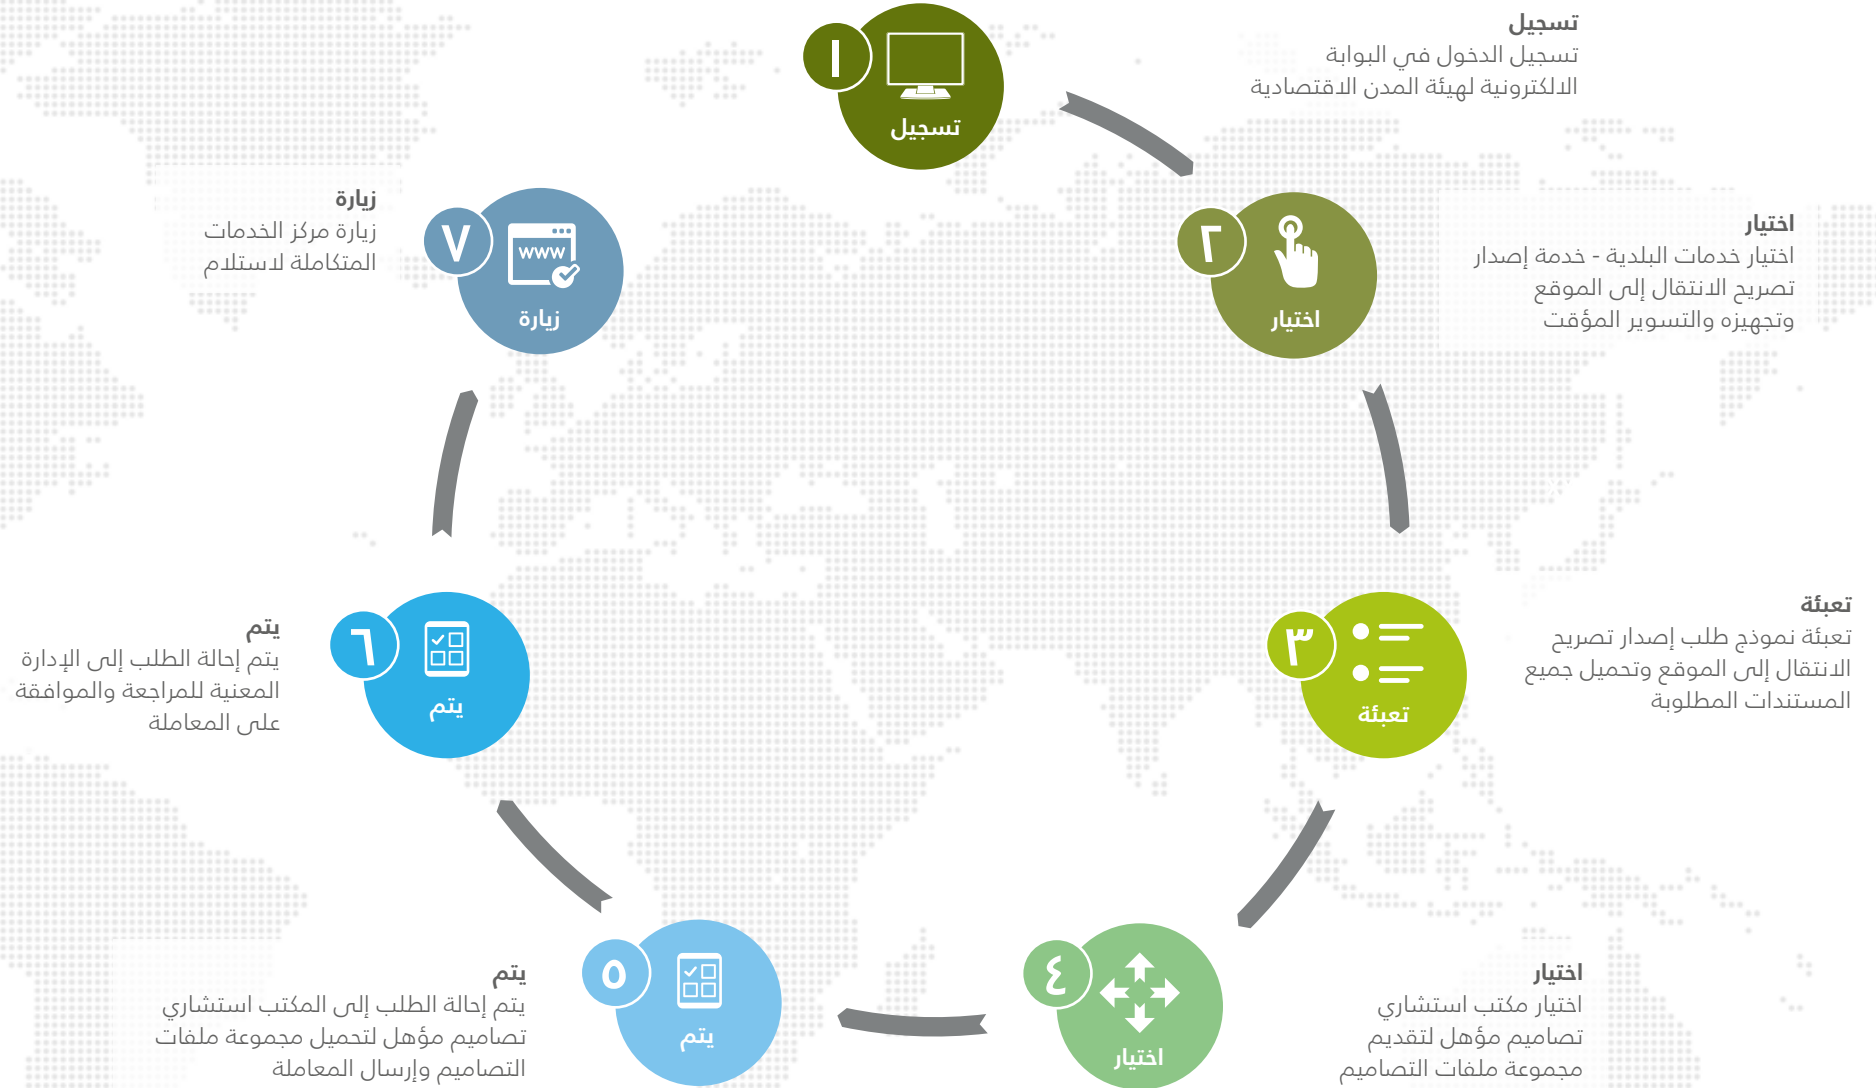 ١
تسجيل
تسجيل
تسجيل الدخول في البوابة
الالكترونية لهيئة المدن الاقتصادية
٢
اختيار
اختيار
اختيار خدمات البلدية - خدمة إصدار
تصريح الانتقال إلى الموقع
وتجهيزه والتسوير المؤقت
٣
تعبئة
تعبئة
تعبئة نموذج طلب إصدار تصريح
الانتقال إلى الموقع وتحميل جميع
المستندات المطلوبة
٤
اختيار
اختيار
اختيار مكتب استشاري
تصاميم مؤهل لتقديم
مجموعة ملفات التصاميم
٥
يتم
يتم
يتم إحالة الطلب إلى المكتب استشاري
تصاميم مؤهل لتحميل مجموعة ملفات
التصاميم وإرسال المعاملة
٦
يتم
يتم
يتم إحالة الطلب إلى الإدارة
المعنية للمراجعة والموافقة
على المعاملة
٧
www
زيارة
زيارة
زيارة مركز الخدمات
المتكاملة لاستلام